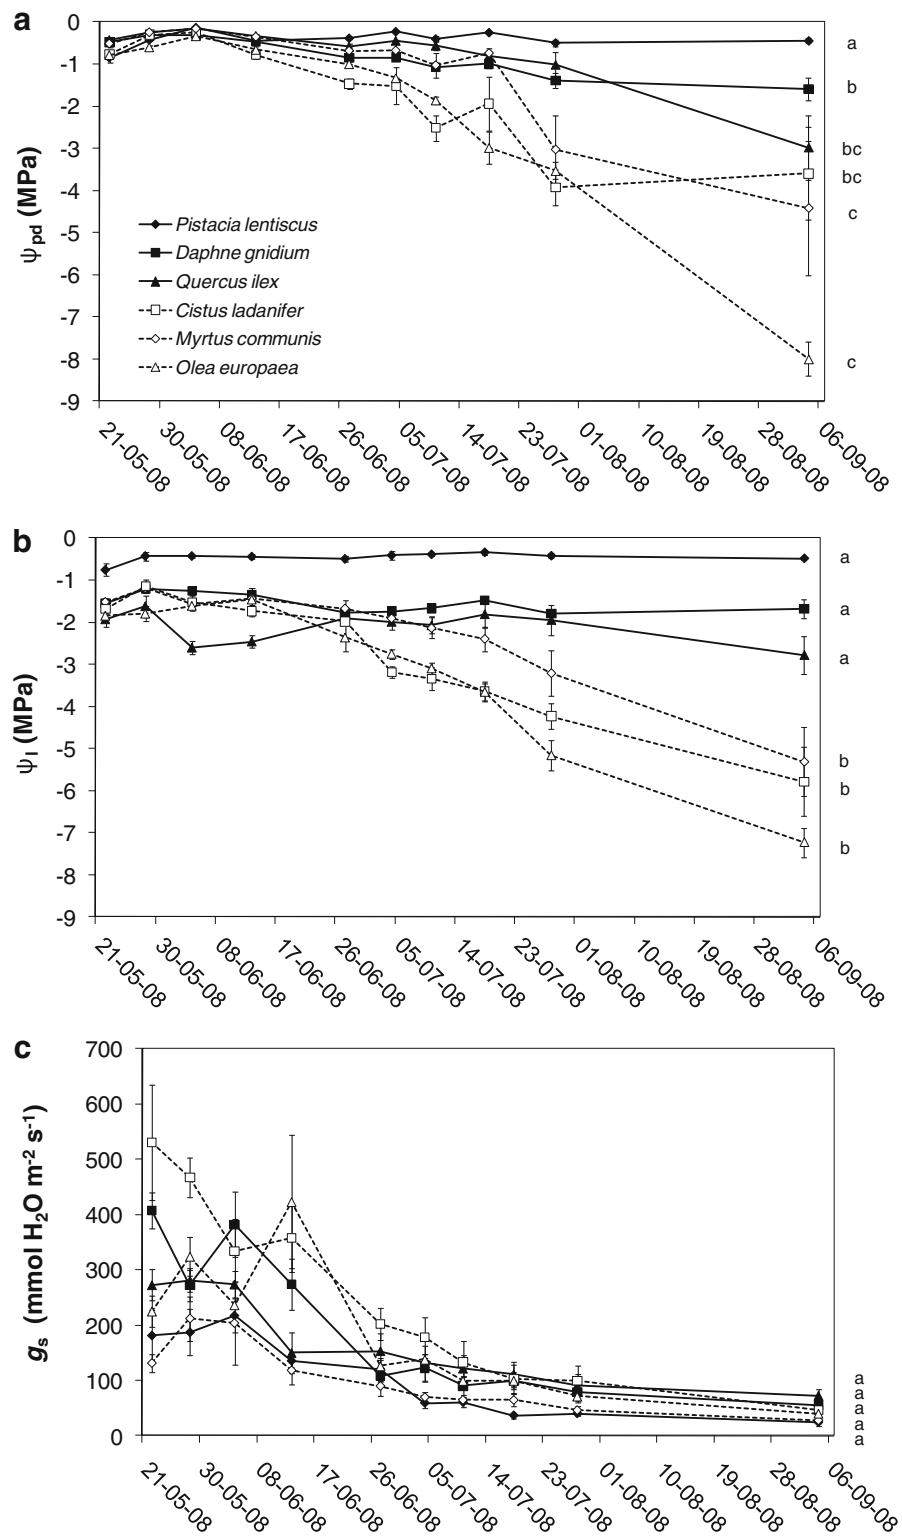 a
0
-1
-2
-3
-4
-5
-6
-7
-8
-9
ψpd (MPa)
Pistacia lentiscus
Daphne gnidium
Quercus ilex
Cistus ladanifer
Myrtus communis
Olea europaea
a
b
bc
bc
c
c
21-05-08
30-05-08
08-06-08
17-06-08
26-06-08
05-07-08
14-07-08
23-07-08
01-08-08
10-08-08
19-08-08
28-08-08
06-09-08
b
0
-1
-2
-3
-4
-5
-6
-7
-8
-9
ψl (MPa)
a
a
a
b
b
b
21-05-08
30-05-08
08-06-08
17-06-08
26-06-08
05-07-08
14-07-08
23-07-08
01-08-08
10-08-08
19-08-08
28-08-08
06-09-08
c
700
600
500
400
300
200
100
0
gs (mmol H₂O m⁻² s⁻¹)
a
a
a
a
a
21-05-08
30-05-08
08-06-08
17-06-08
26-06-08
05-07-08
14-07-08
23-07-08
01-08-08
10-08-08
19-08-08
28-08-08
06-09-08